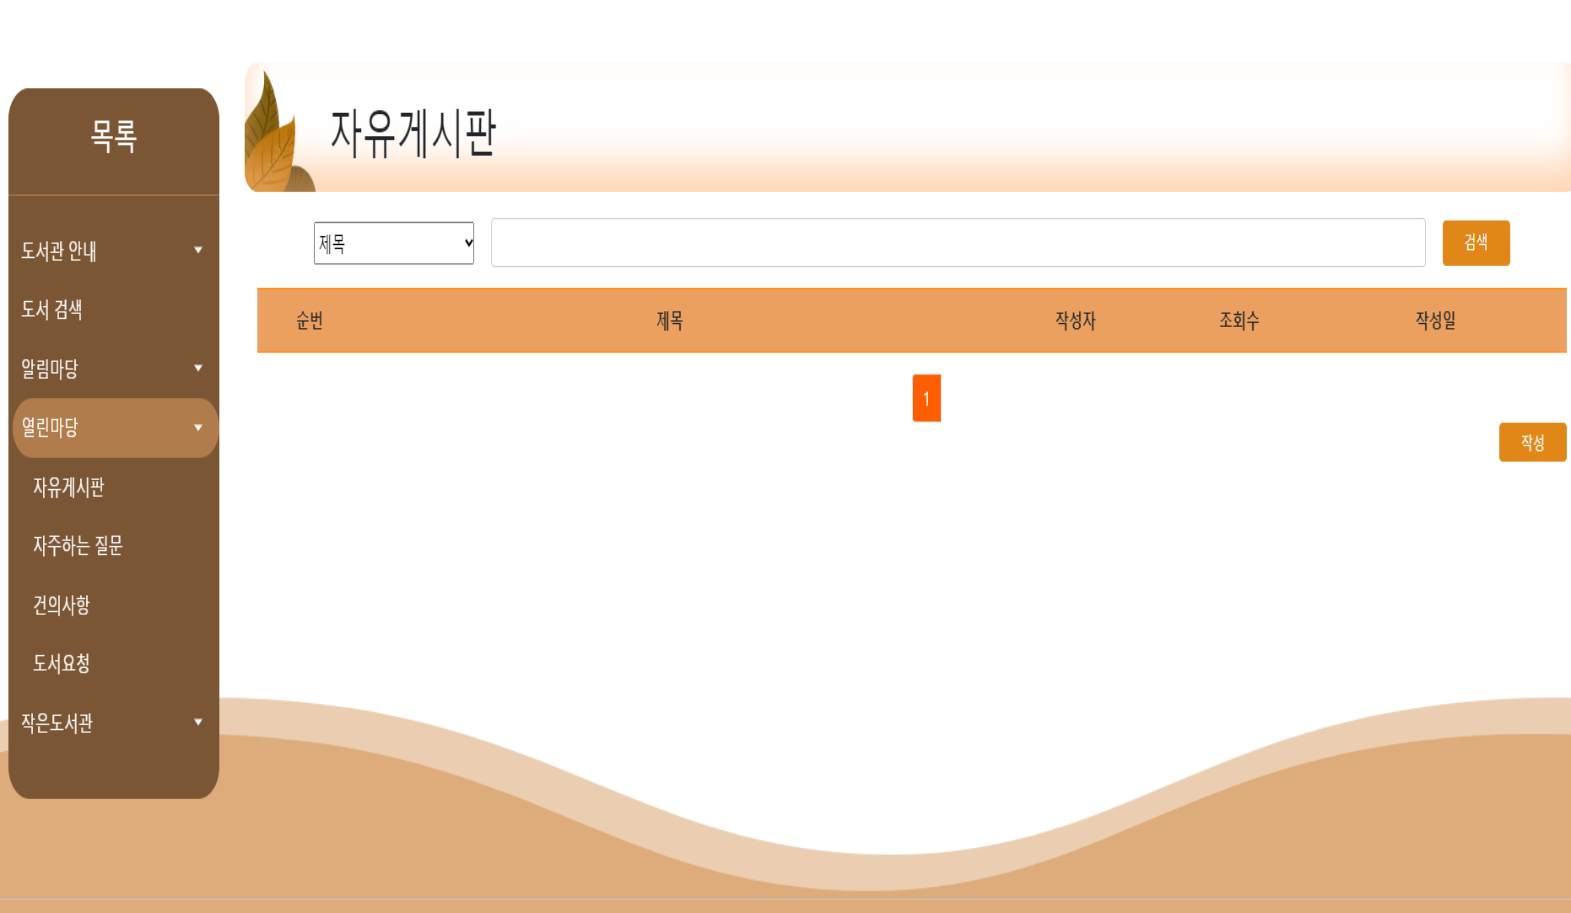 목록
도서관 안내
도서 검색
알림마당
열린마당
자유게시판
자주하는 질문
건의사항
도서요청
작은도서관
자유게시판
제목 검색
순번 제목 작성자 조회수 작성일
1
작성